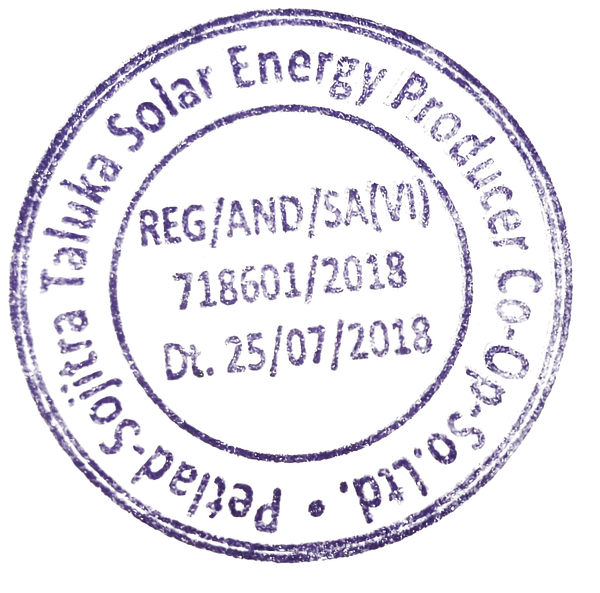 Petlad-Sojitra Taluka Solar Energy Producer Co-Op-So.Ltd. •
REG/AND/SA(VI)
718601/2018
Dt. 25/07/2018